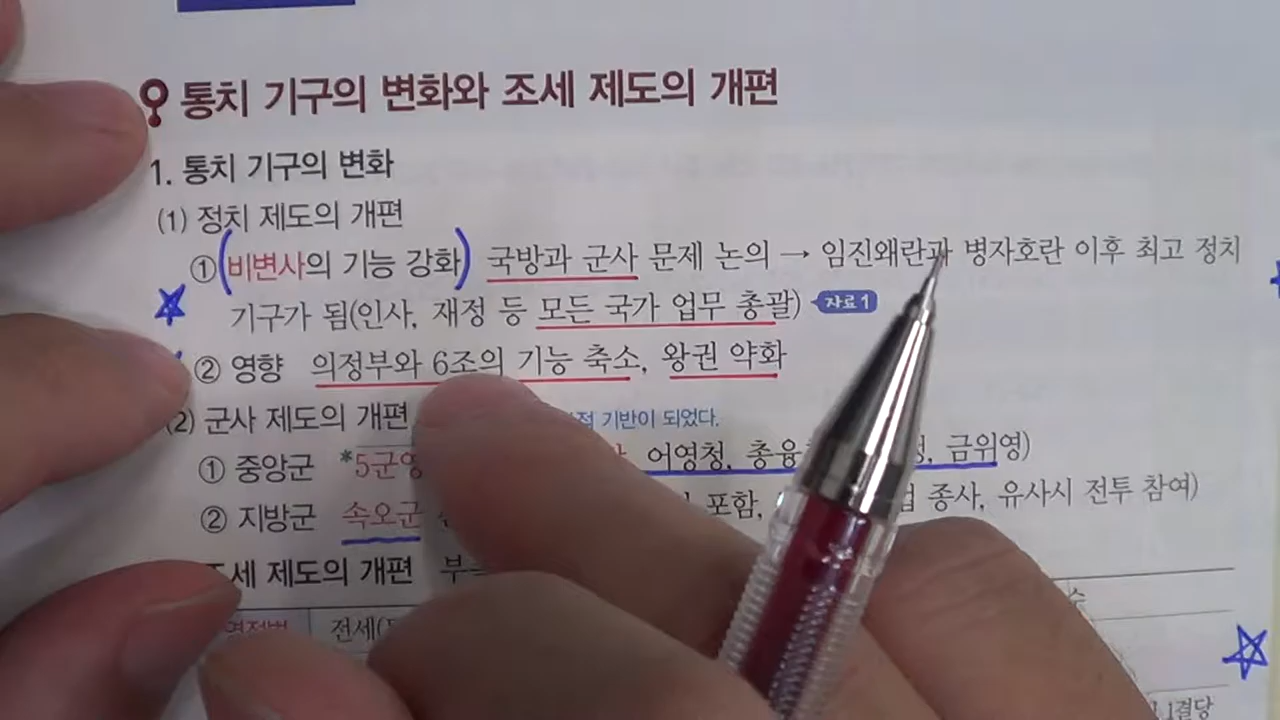 통치 기구의 변화와 조세 제도의 개편
1. 통치 기구의 변화
(1) 정치 제도의 개편
①(비변사의 기능 강화) 국방과 군사 문제 논의 → 임진왜란과 병자호란 이후 최고 정치
기구가 됨(인사, 재정 등 모든 국가 업무 총괄) 자료1
② 영향 의정부와 6조의 기능 축소, 왕권 약화
(2) 군사 제도의 개편 기반이 되었다.
① 중앙군 *5군영 어영청, 금위영)
② 지방군 속오군 포함, 종사, 유사시 전투 참여)
제도의 개편
전세
1결당